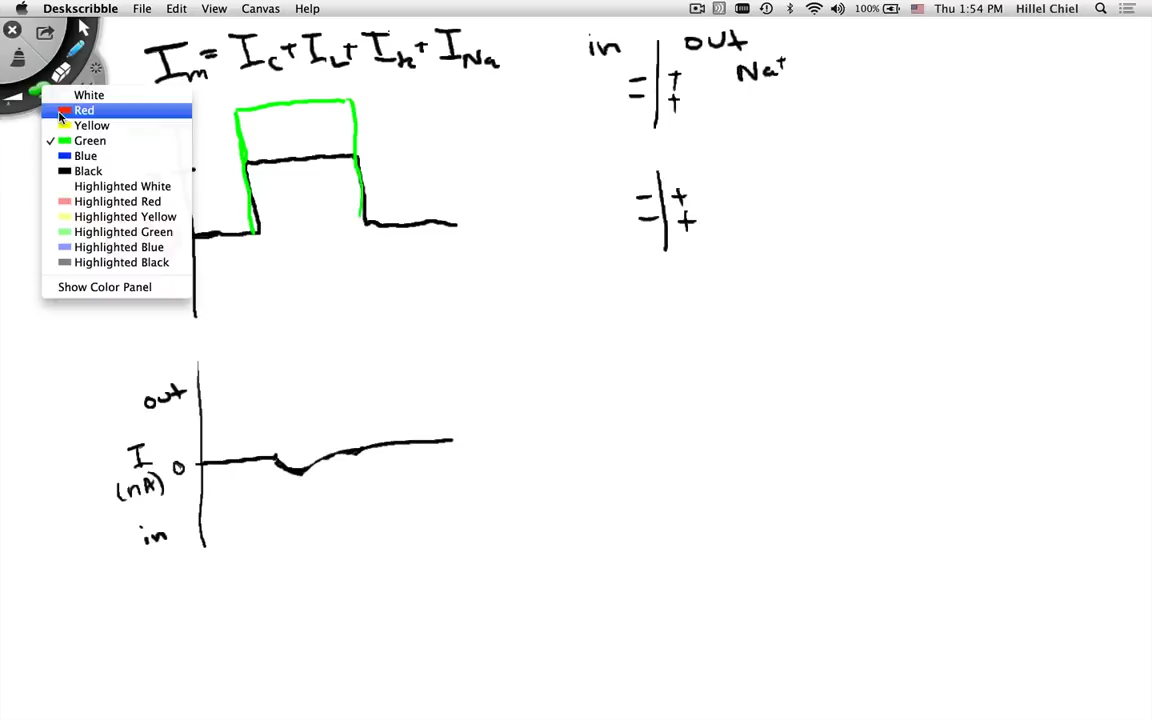 Deskscribble File Edit View Canvas Help 100% Thu 1:54 PM Hillel Chiel
Im = Ic + IL + Ik + INa
in out
Na+
= | +
+
White
Red
Yellow
✓ Green
Blue
Black
Highlighted White
Highlighted Red
Highlighted Yellow
Highlighted Green
Highlighted Blue
Highlighted Black
Show Color Panel
= | +
+
out
I 0
(nA)
in